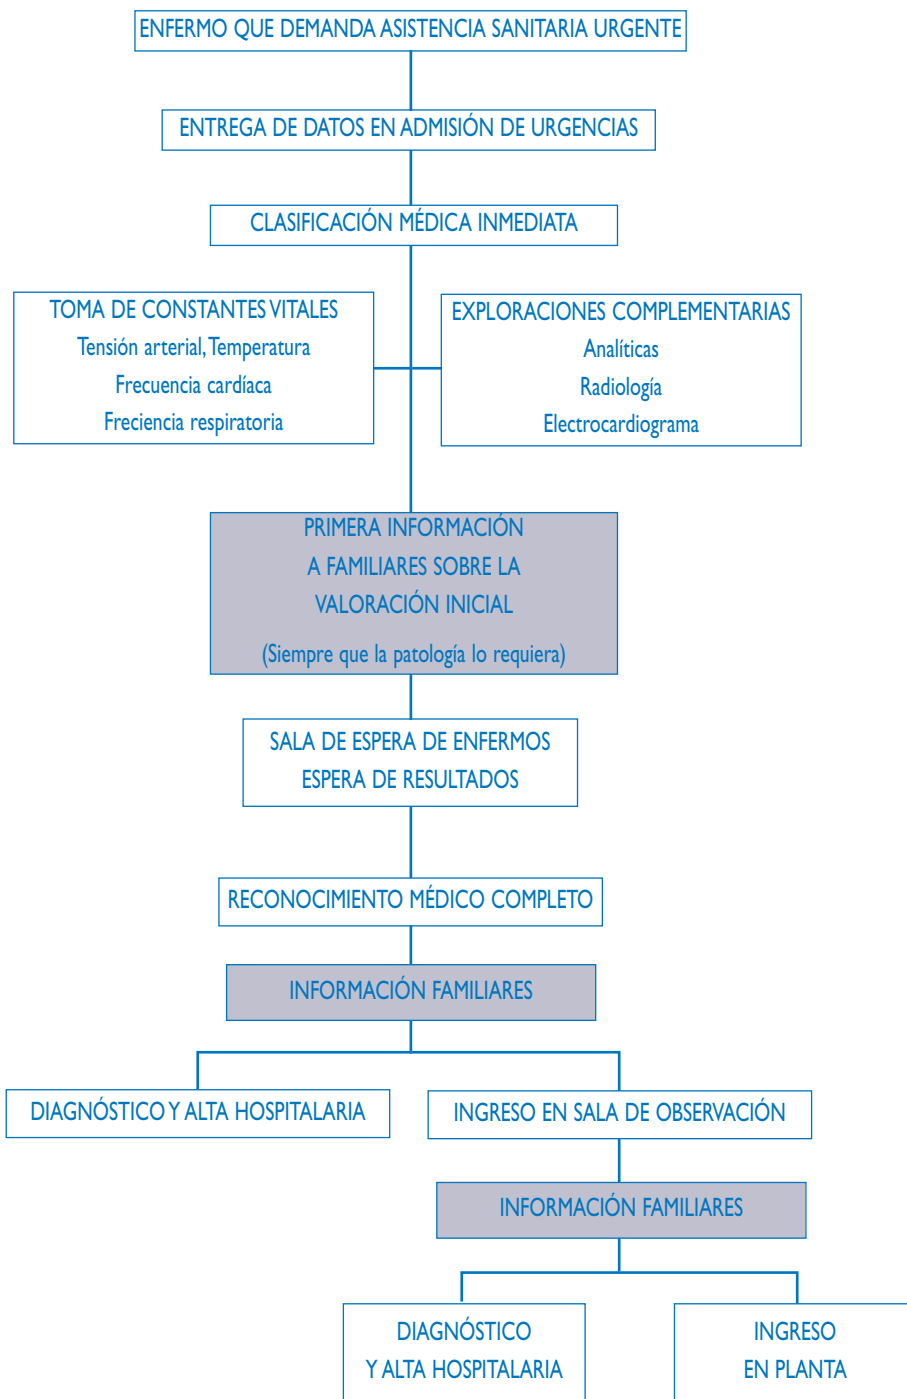 ENFERMO QUE DEMANDA ASISTENCIA SANITARIA URGENTE
ENTREGA DE DATOS EN ADMISIÓN DE URGENCIAS
CLASIFICACIÓN MÉDICA INMEDIATA
TOMA DE CONSTANTES VITALES
Tensión arterial, Temperatura
Frecuencia cardíaca
Freciencia respiratoria
EXPLORACIONES COMPLEMENTARIAS
Analíticas
Radiología
Electrocardiograma
PRIMERA INFORMACIÓN
A FAMILIARES SOBRE LA
VALORACIÓN INICIAL
(Siempre que la patología lo requiera)
SALA DE ESPERA DE ENFERMOS
ESPERA DE RESULTADOS
RECONOCIMIENTO MÉDICO COMPLETO
INFORMACIÓN FAMILIARES
DIAGNÓSTICO Y ALTA HOSPITALARIA
INGRESO EN SALA DE OBSERVACIÓN
INFORMACIÓN FAMILIARES
DIAGNÓSTICO
Y ALTA HOSPITALARIA
INGRESO
EN PLANTA